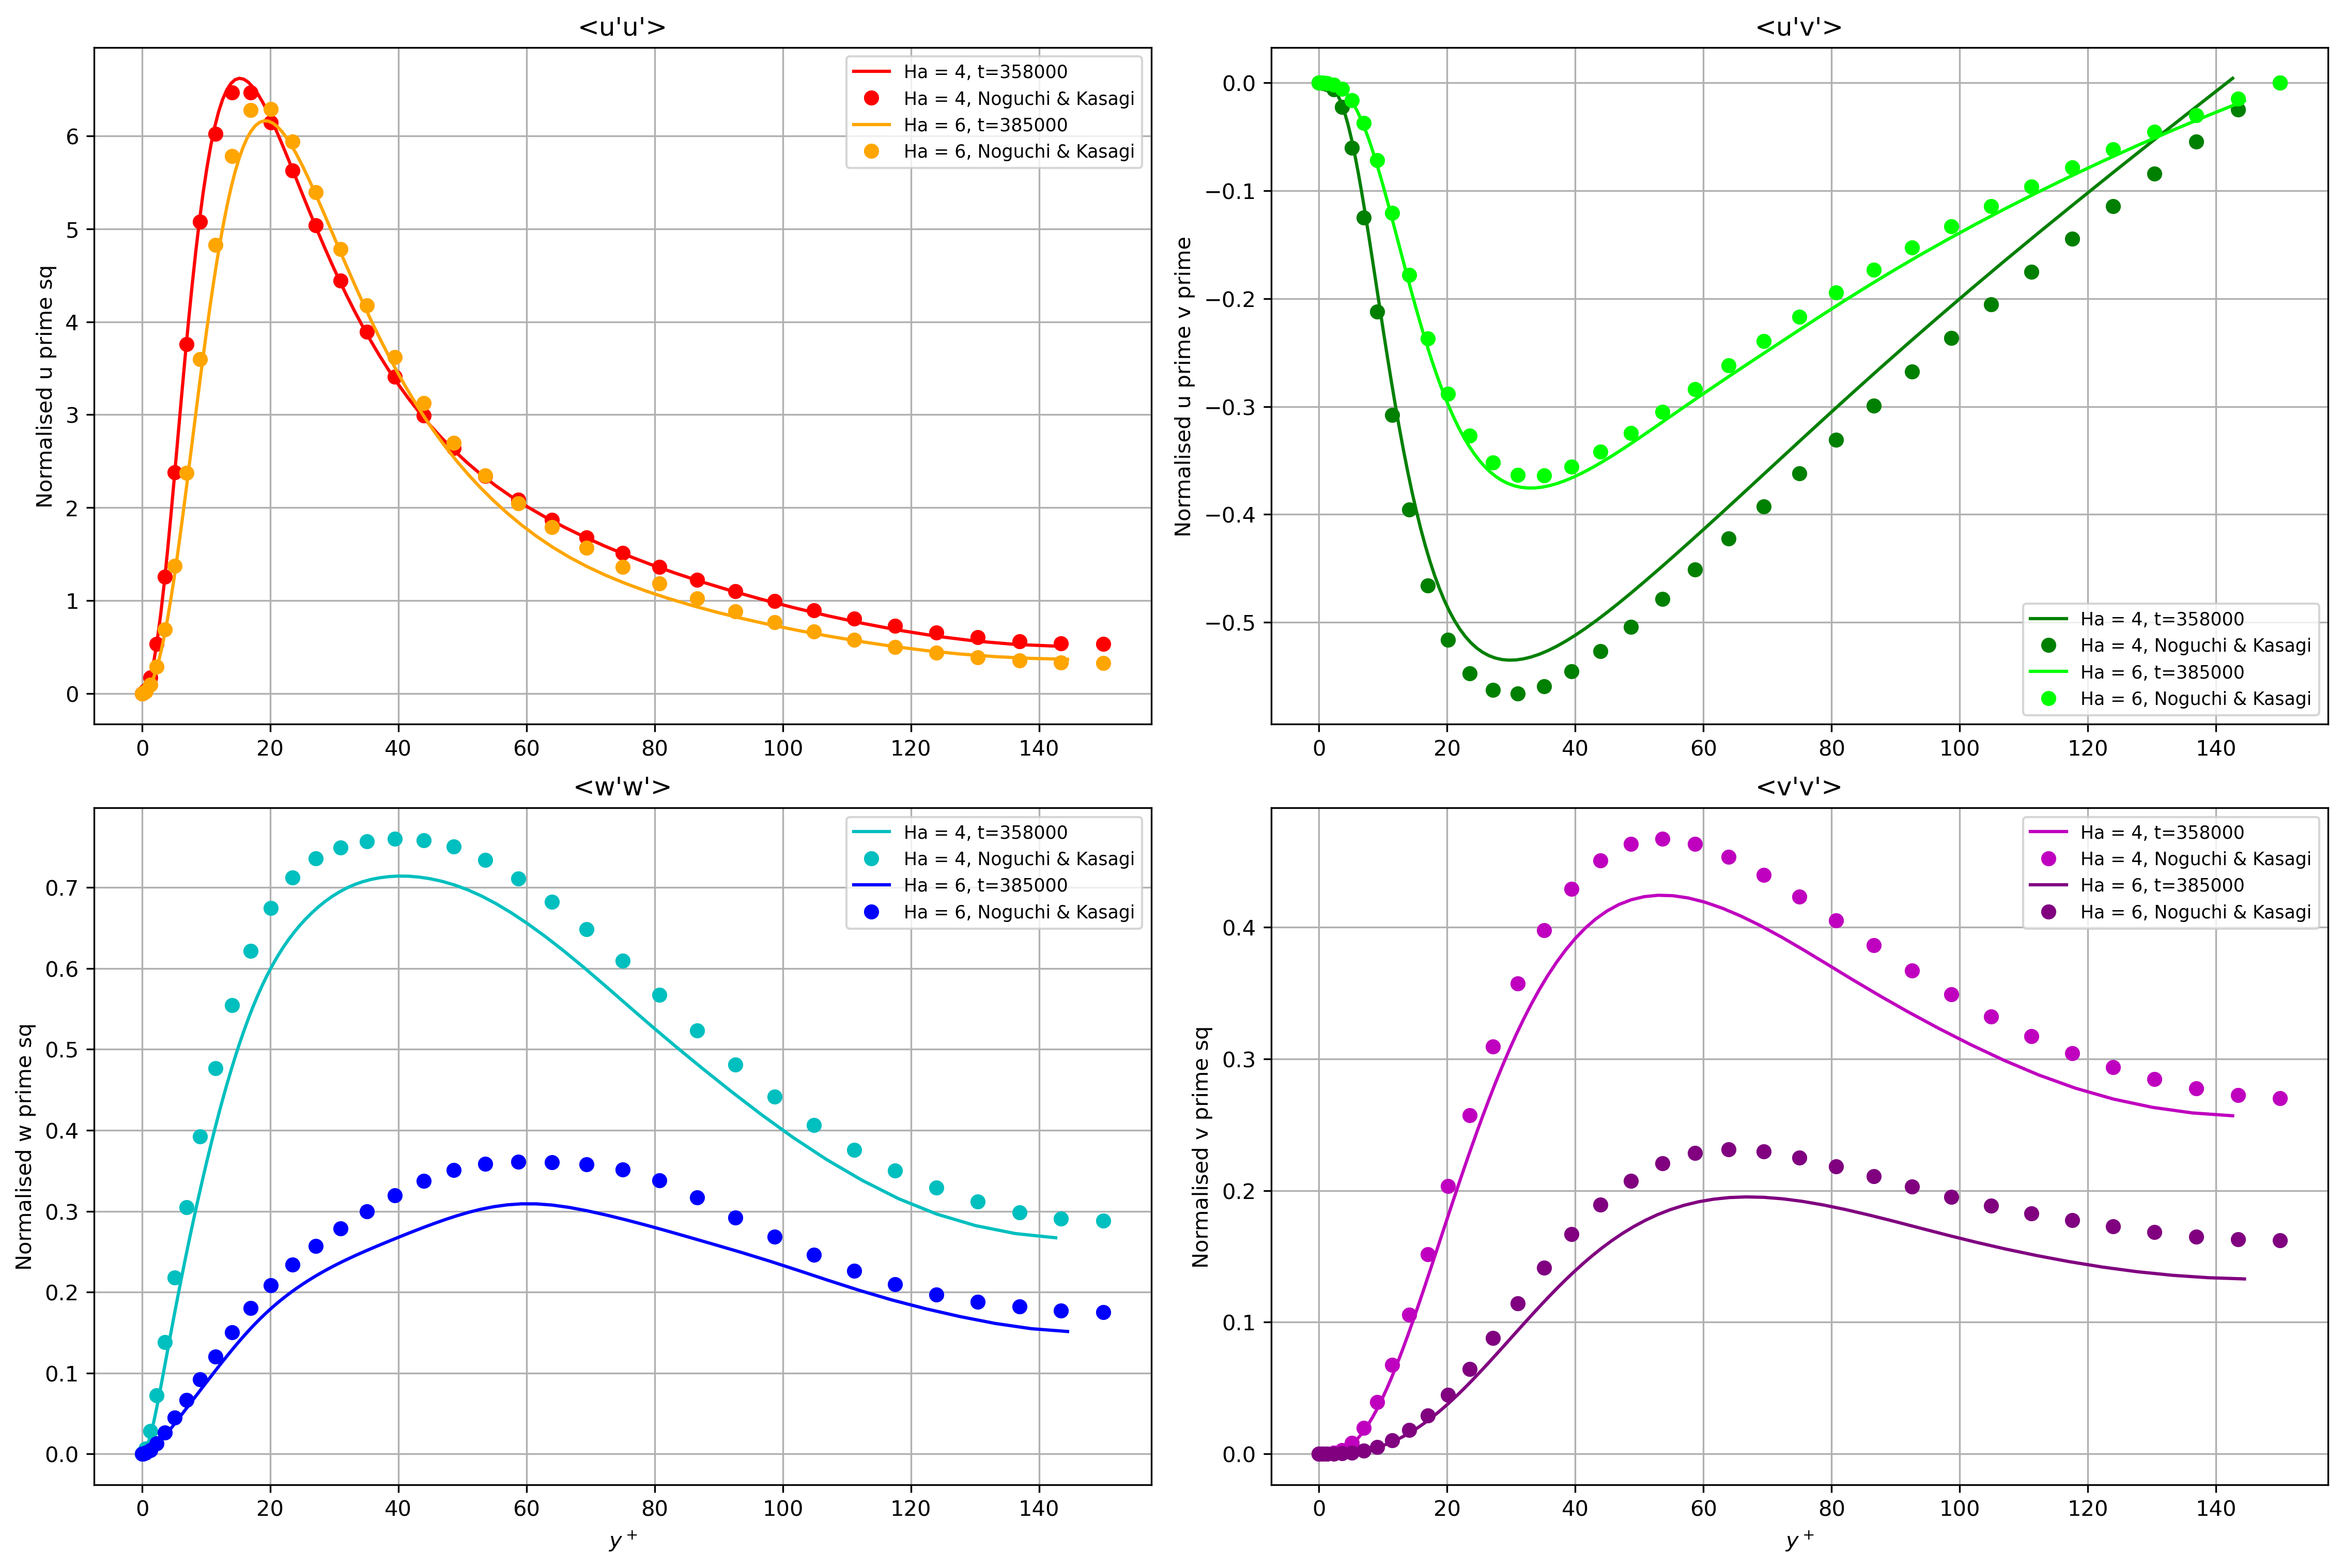 <u'u'>
Normalised u prime sq
6
5
4
3
2
1
0
0 20 40 60 80 100 120 140
Ha = 4, t=358000
Ha = 4, Noguchi & Kasagi
Ha = 6, t=385000
Ha = 6, Noguchi & Kasagi
<u'v'>
Normalised u prime v prime
0.0
−0.1
−0.2
−0.3
−0.4
−0.5
0 20 40 60 80 100 120 140
Ha = 4, t=358000
Ha = 4, Noguchi & Kasagi
Ha = 6, t=385000
Ha = 6, Noguchi & Kasagi
<w'w'>
Normalised w prime sq
0.7
0.6
0.5
0.4
0.3
0.2
0.1
0.0
0 20 40 60 80 100 120 140
y⁺
Ha = 4, t=358000
Ha = 4, Noguchi & Kasagi
Ha = 6, t=385000
Ha = 6, Noguchi & Kasagi
<v'v'>
Normalised v prime sq
0.4
0.3
0.2
0.1
0.0
0 20 40 60 80 100 120 140
y⁺
Ha = 4, t=358000
Ha = 4, Noguchi & Kasagi
Ha = 6, t=385000
Ha = 6, Noguchi & Kasagi